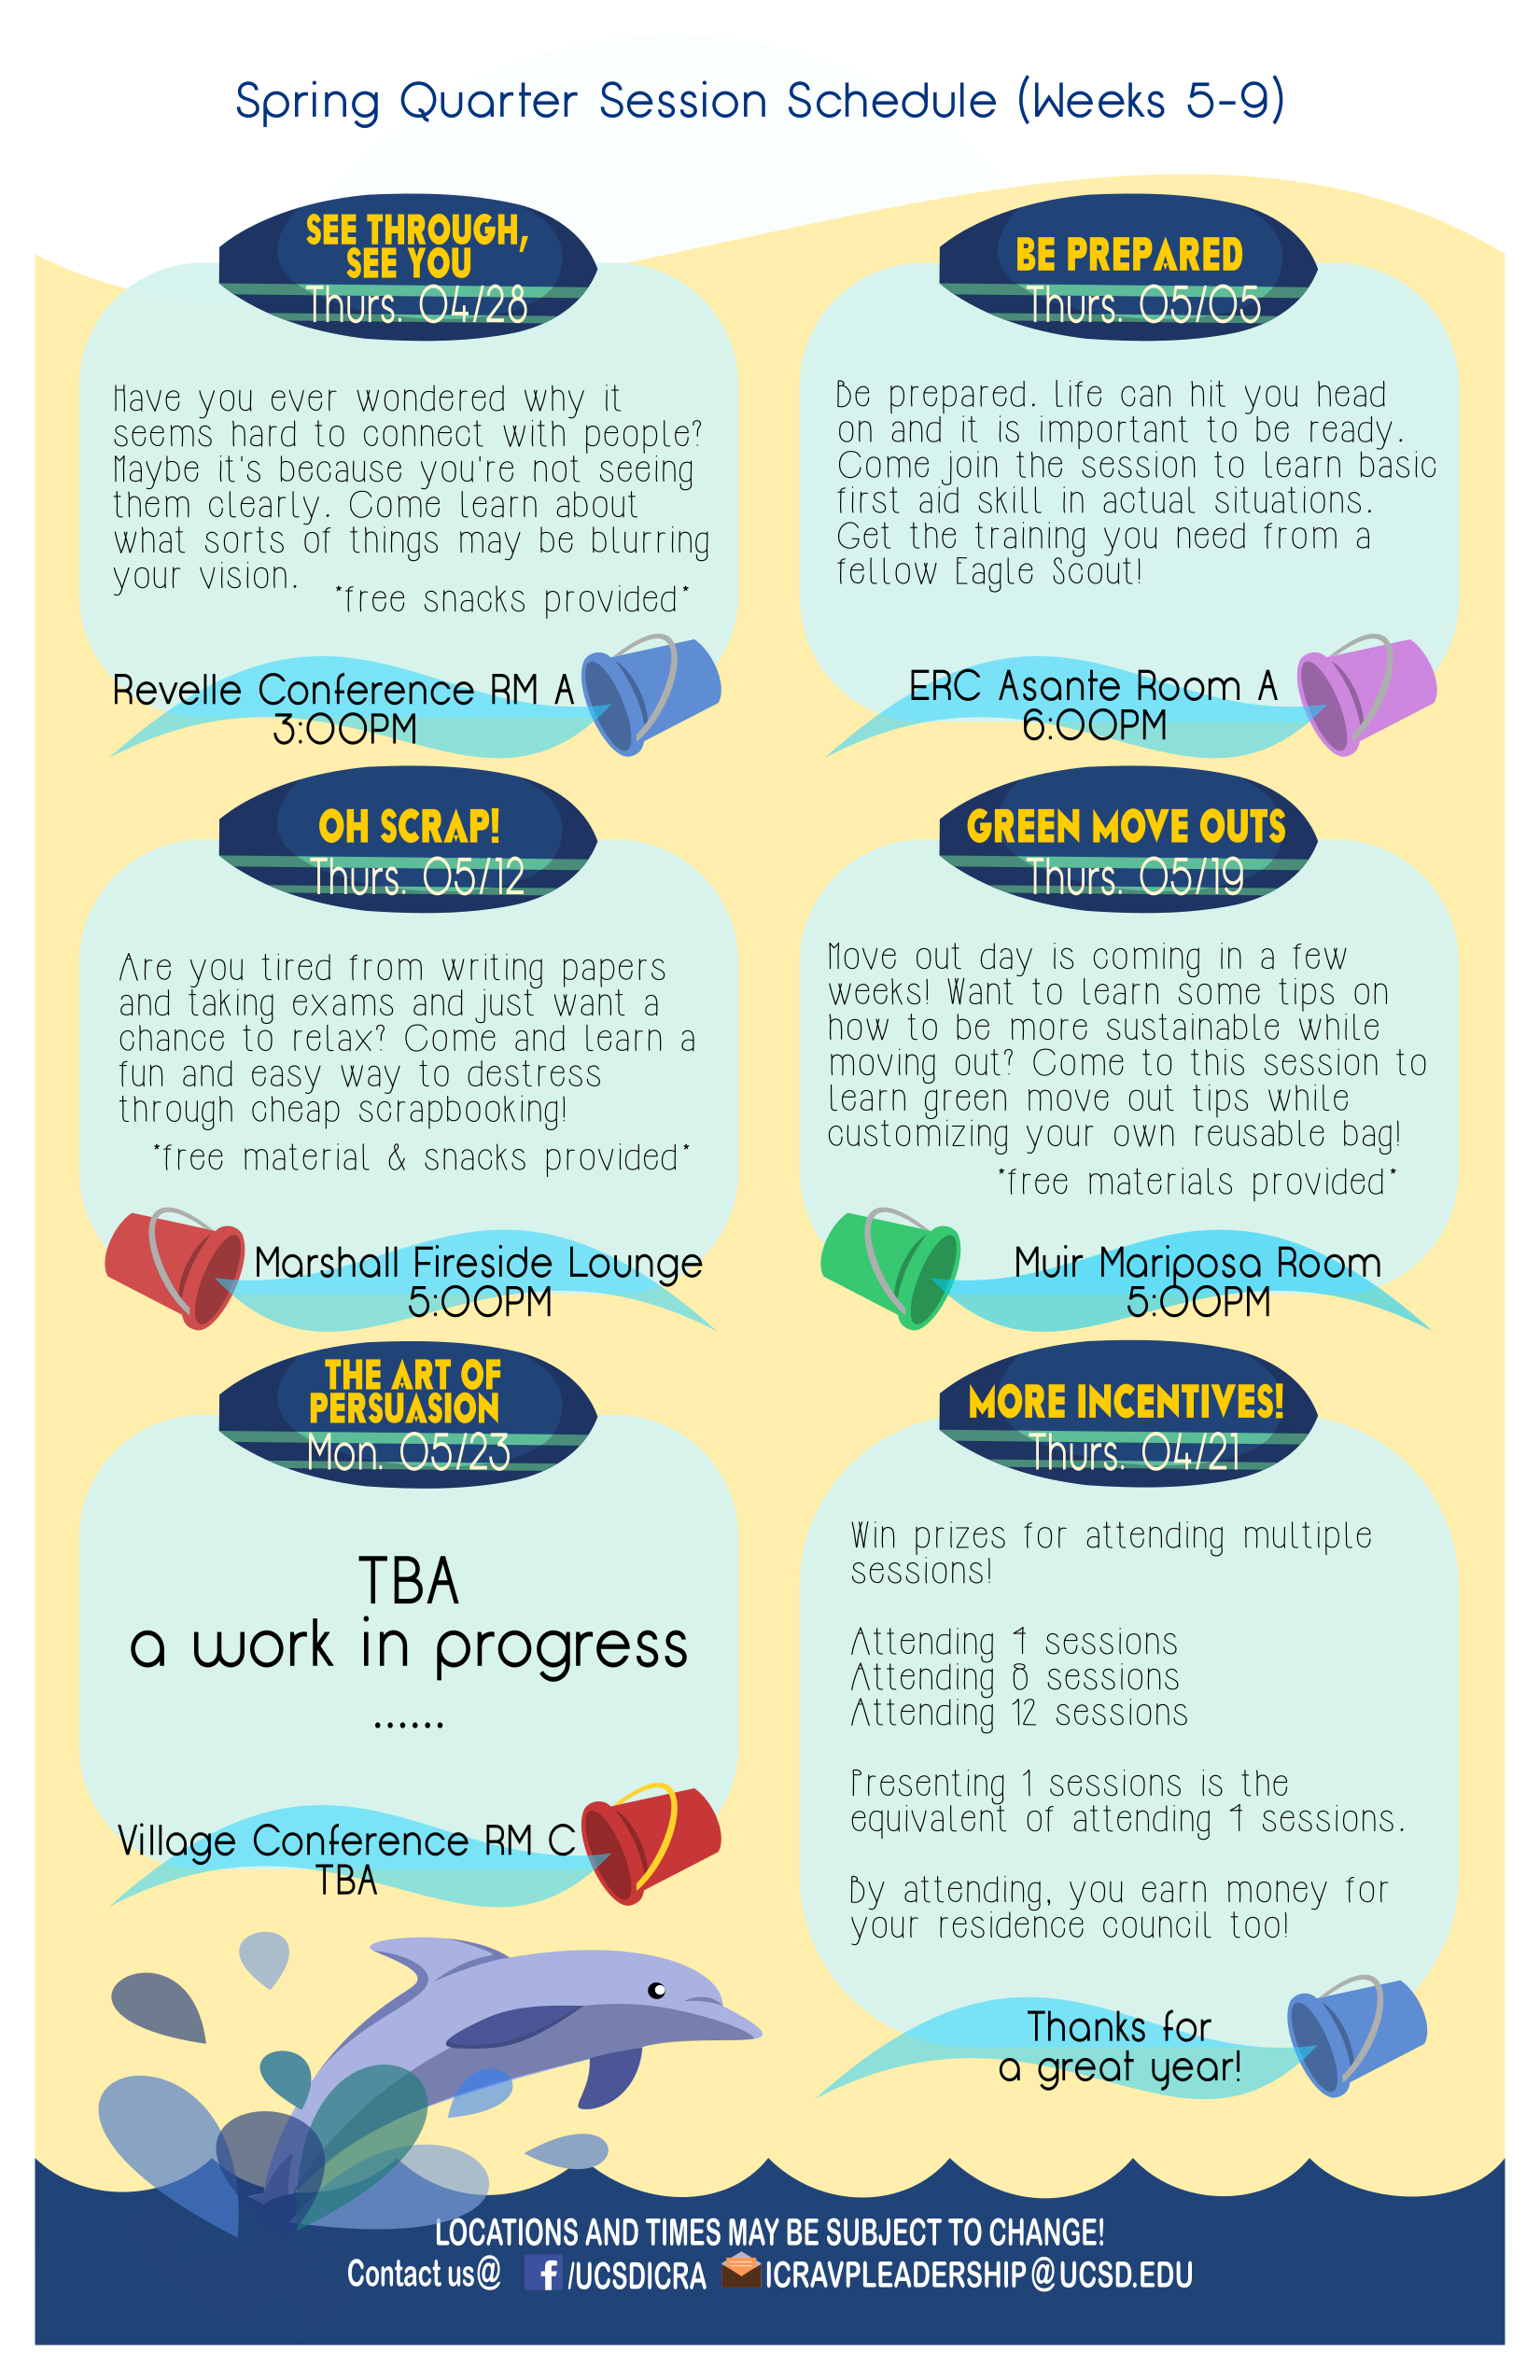 Spring Quarter Session Schedule (Weeks 5-9)
SEE THROUGH,
SEE YOU
Thurs. 04/28
Have you ever wondered why it
seems hard to connect with people?
Maybe it's because you're not seeing
them clearly. Come learn about
what sorts of things may be blurring
your vision.
*free snacks provided*
Revelle Conference RM A
3:00PM
BE PREPARED
Thurs. 05/05
Be prepared. Life can hit you head
on and it is important to be ready.
Come join the session to learn basic
first aid skill in actual situations.
Get the training you need from a
fellow Eagle Scout!
ERC Asante Room A
6:00PM
OH SCRAP!
Thurs. 05/12
Are you tired from writing papers
and taking exams and just want a
chance to relax? Come and learn a
fun and easy way to destress
through cheap scrapbooking!
*free material & snacks provided*
Marshall Fireside Lounge
5:00PM
GREEN MOVE OUTS
Thurs. 05/19
Move out day is coming in a few
weeks! Want to learn some tips on
how to be more sustainable while
moving out? Come to this session to
learn green move out tips while
customizing your own reusable bag!
*free materials provided*
Muir Mariposa Room
5:00PM
THE ART OF
PERSUASION
Mon. 05/23
TBA
a work in progress
......
Village Conference RM C
TBA
MORE INCENTIVES!
Thurs. 04/21
Win prizes for attending multiple
sessions!
Attending 4 sessions
Attending 8 sessions
Attending 12 sessions
Presenting 1 sessions is the
equivalent of attending 4 sessions.
By attending, you earn money for
your residence council too!
Thanks for
a great year!
LOCATIONS AND TIMES MAY BE SUBJECT TO CHANGE!
Contact us@ f /UCSDICRA ICRAVPLEADERSHIP@UCSD.EDU